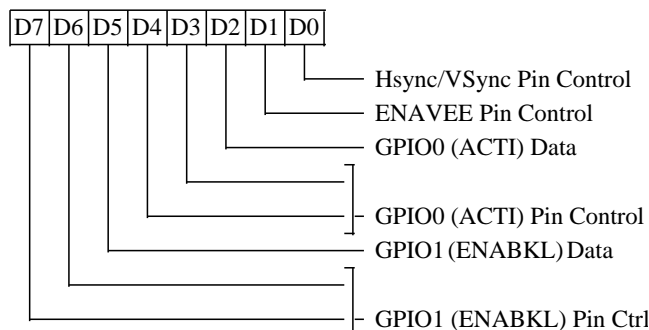 D7 D6 D5 D4 D3 D2 D1 D0
Hsync/VSync Pin Control
ENAVEE Pin Control
GPIO0 (ACTI) Data
GPIO0 (ACTI) Pin Control
GPIO1 (ENABKL) Data
GPIO1 (ENABKL) Pin Ctrl